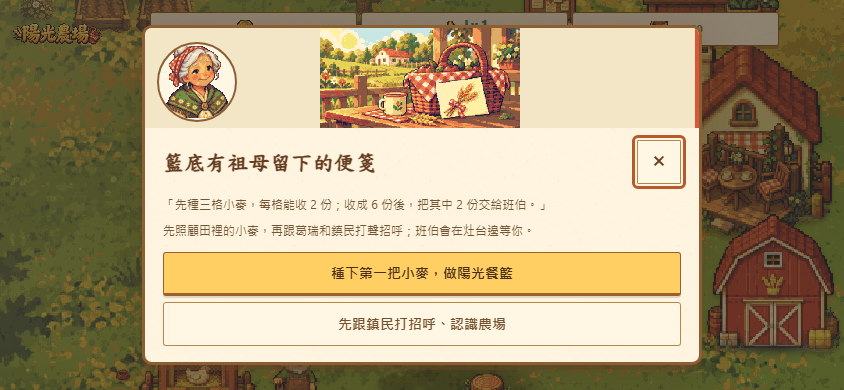 陽光農場
Lv.1
籃底有祖母留下的便箋
×
「先種三格小麥，每格能收 2 份；收成 6 份後，把其中 2 份交給班伯。」
先照顧田裡的小麥，再跟葛瑞和鎮民打聲招呼；班伯會在灶台邊等你。
種下第一把小麥，做陽光餐籃
先跟鎮民打招呼、認識農場